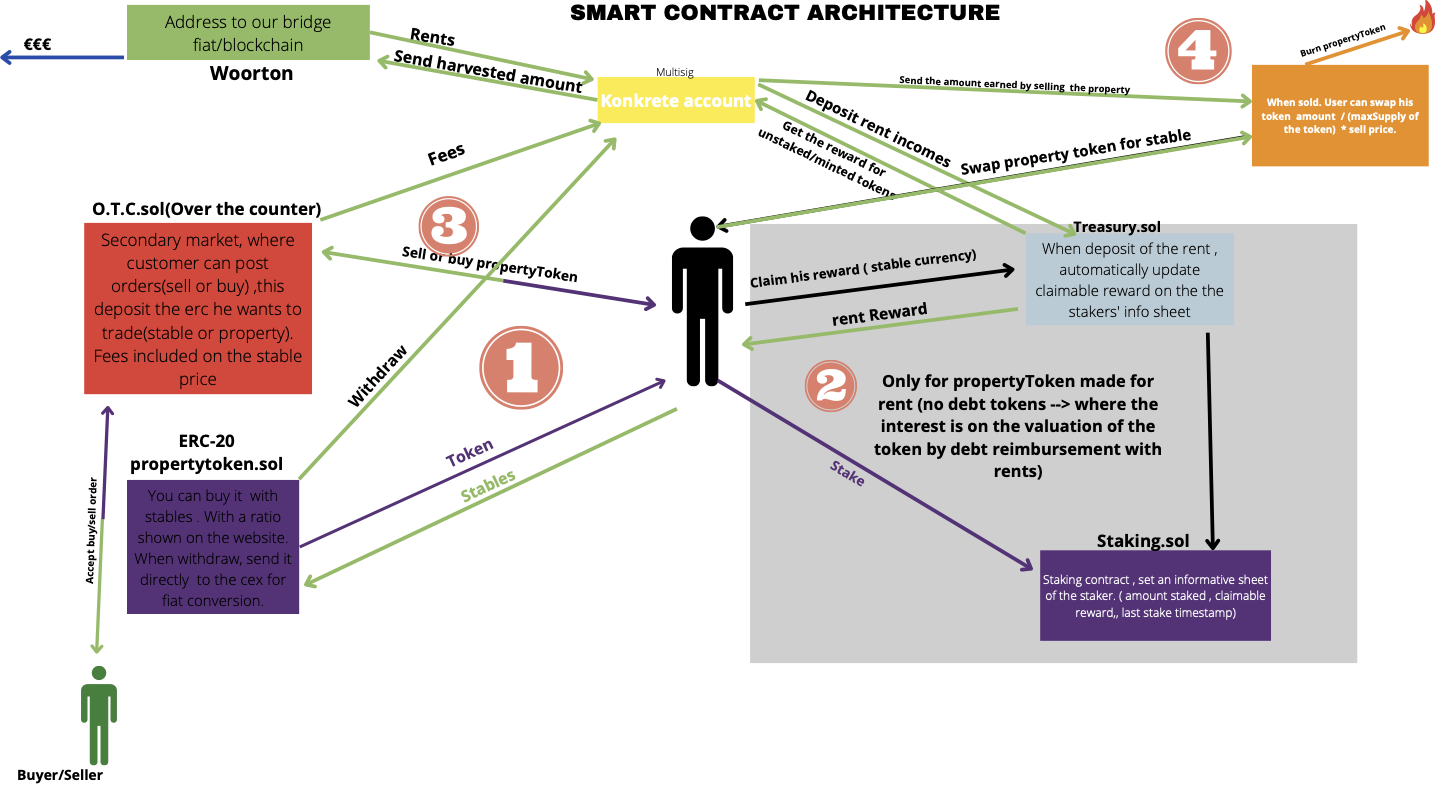 SMART CONTRACT ARCHITECTURE
€€€
Address to our bridge
fiat/blockchain
Woorton
Rents
Send harvested amount
Multisig
Konkrete account
Send the amount earned by selling the property
4
Burn propertyToken
When sold. User can swap his
token amount / (maxSupply of
the token) * sell price.
Deposit rent incomes
Get the reward for
unstaked/minted tokens
Swap property token for stable
Fees
O.T.C.sol(Over the counter)
Secondary market, where
customer can post
orders(sell or buy) ,this
deposit the erc he wants to
trade(stable or property).
Fees included on the stable
price
3
Sell or buy propertyToken
Treasury.sol
When deposit of the rent ,
automatically update
claimable reward on the the
stakers' info sheet
Claim his reward ( stable currency)
rent Reward
1
Withdraw
2
Only for propertyToken made for
rent (no debt tokens --> where the
interest is on the valuation of the
token by debt reimbursement with
rents)
ERC-20
propertytoken.sol
You can buy it with
stables . With a ratio
shown on the website.
When withdraw, send it
directly to the cex for
fiat conversion.
Token
Stables
Stake
Accept buy/sell order
Staking.sol
Staking contract , set an informative sheet
of the staker. ( amount staked , claimable
reward,, last stake timestamp)
Buyer/Seller